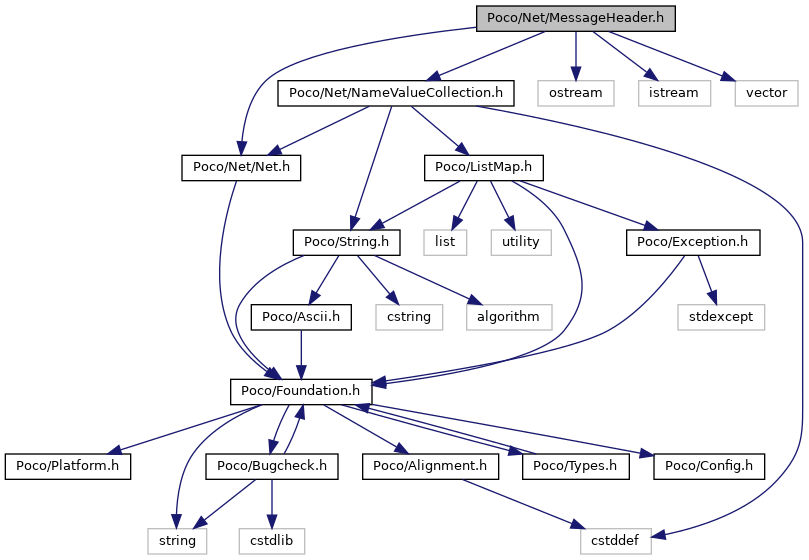 Poco/Net/MessageHeader.h
Poco/Net/NameValueCollection.h
ostream
istream
vector
Poco/Net/Net.h
Poco/ListMap.h
Poco/String.h
list
utility
Poco/Exception.h
Poco/Ascii.h
cstring
algorithm
stdexcept
Poco/Foundation.h
Poco/Platform.h
Poco/Bugcheck.h
Poco/Alignment.h
Poco/Types.h
Poco/Config.h
string
cstdlib
cstddef